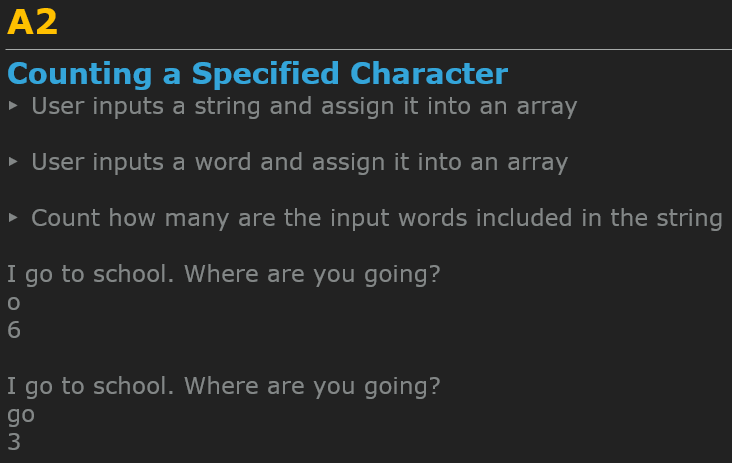 A2
Counting a Specified Character
▸ User inputs a string and assign it into an array
▸ User inputs a word and assign it into an array
▸ Count how many are the input words included in the string
I go to school. Where are you going?
o
6
I go to school. Where are you going?
go
3